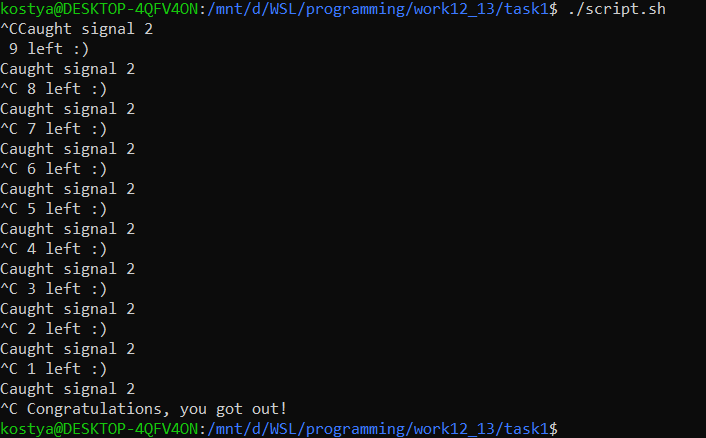 kostya@DESKTOP-4QFV4ON:/mnt/d/WSL/programming/work12_13/task1$ ./script.sh
^CCaught signal 2
 9 left :)
Caught signal 2
^C 8 left :)
Caught signal 2
^C 7 left :)
Caught signal 2
^C 6 left :)
Caught signal 2
^C 5 left :)
Caught signal 2
^C 4 left :)
Caught signal 2
^C 3 left :)
Caught signal 2
^C 2 left :)
Caught signal 2
^C 1 left :)
Caught signal 2
^C Congratulations, you got out!
kostya@DESKTOP-4QFV4ON:/mnt/d/WSL/programming/work12_13/task1$